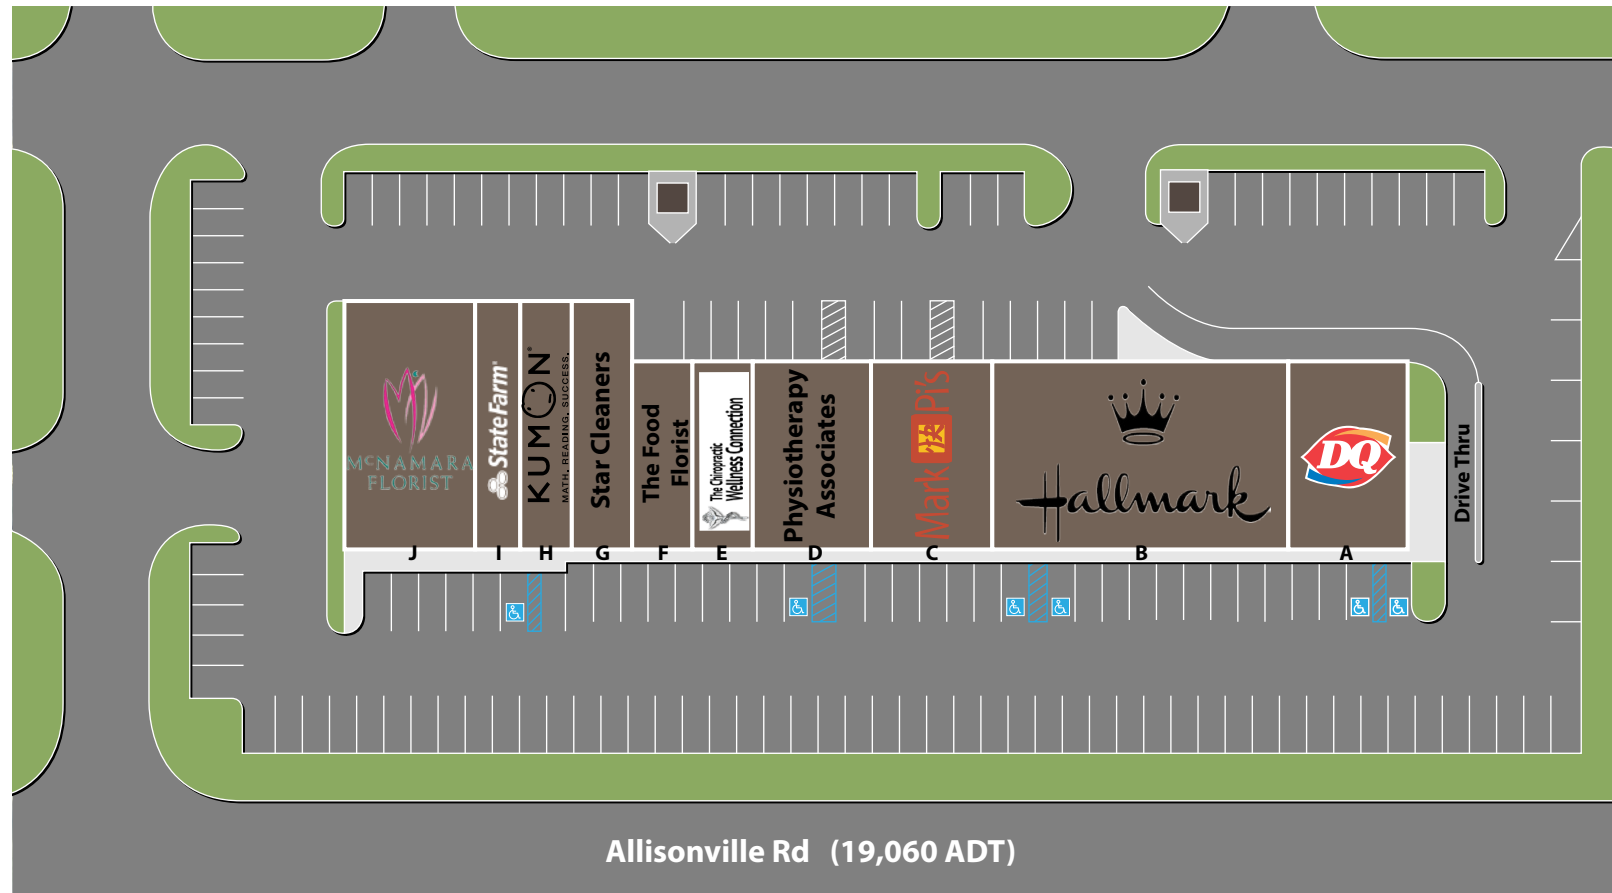 McNAMARA
FLORIST
StateFarm®
KUMON®
MATH. READING. SUCCESS.
Star Cleaners
The Food
Florist
The Chiropractic
Wellness Connection
Physiotherapy
Associates
Mark Pi's
Hallmark
DQ
Drive Thru
J
I
H
G
F
E
D
C
B
A
Allisonville Rd (19,060 ADT)